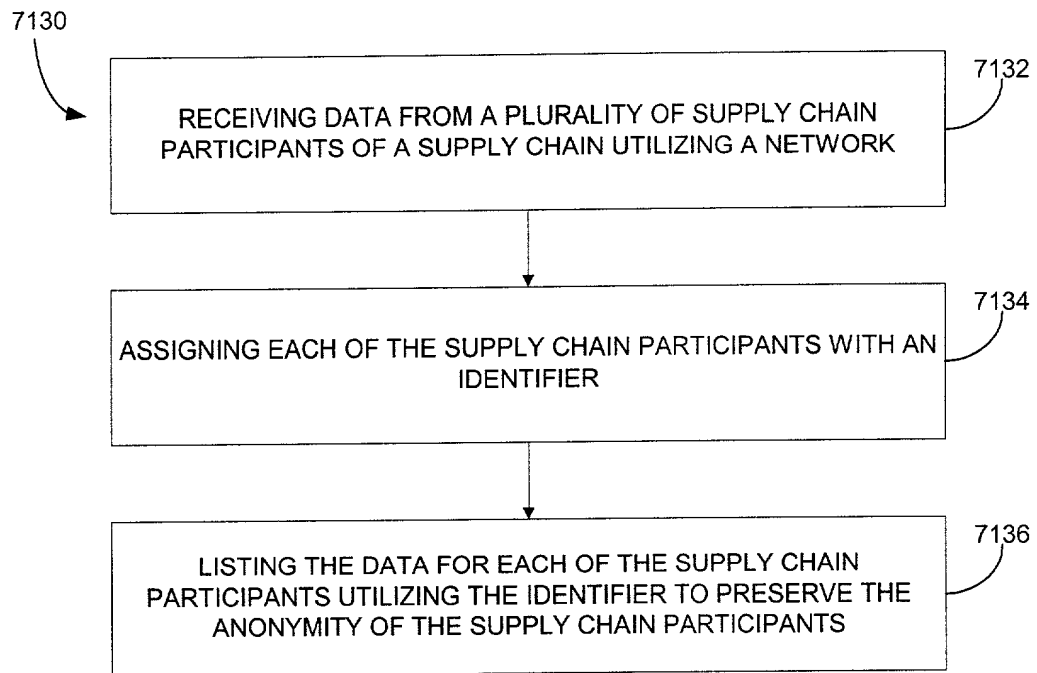 7130
7132
RECEIVING DATA FROM A PLURALITY OF SUPPLY CHAIN
PARTICIPANTS OF A SUPPLY CHAIN UTILIZING A NETWORK
7134
ASSIGNING EACH OF THE SUPPLY CHAIN PARTICIPANTS WITH AN
IDENTIFIER
7136
LISTING THE DATA FOR EACH OF THE SUPPLY CHAIN
PARTICIPANTS UTILIZING THE IDENTIFIER TO PRESERVE THE
ANONYMITY OF THE SUPPLY CHAIN PARTICIPANTS